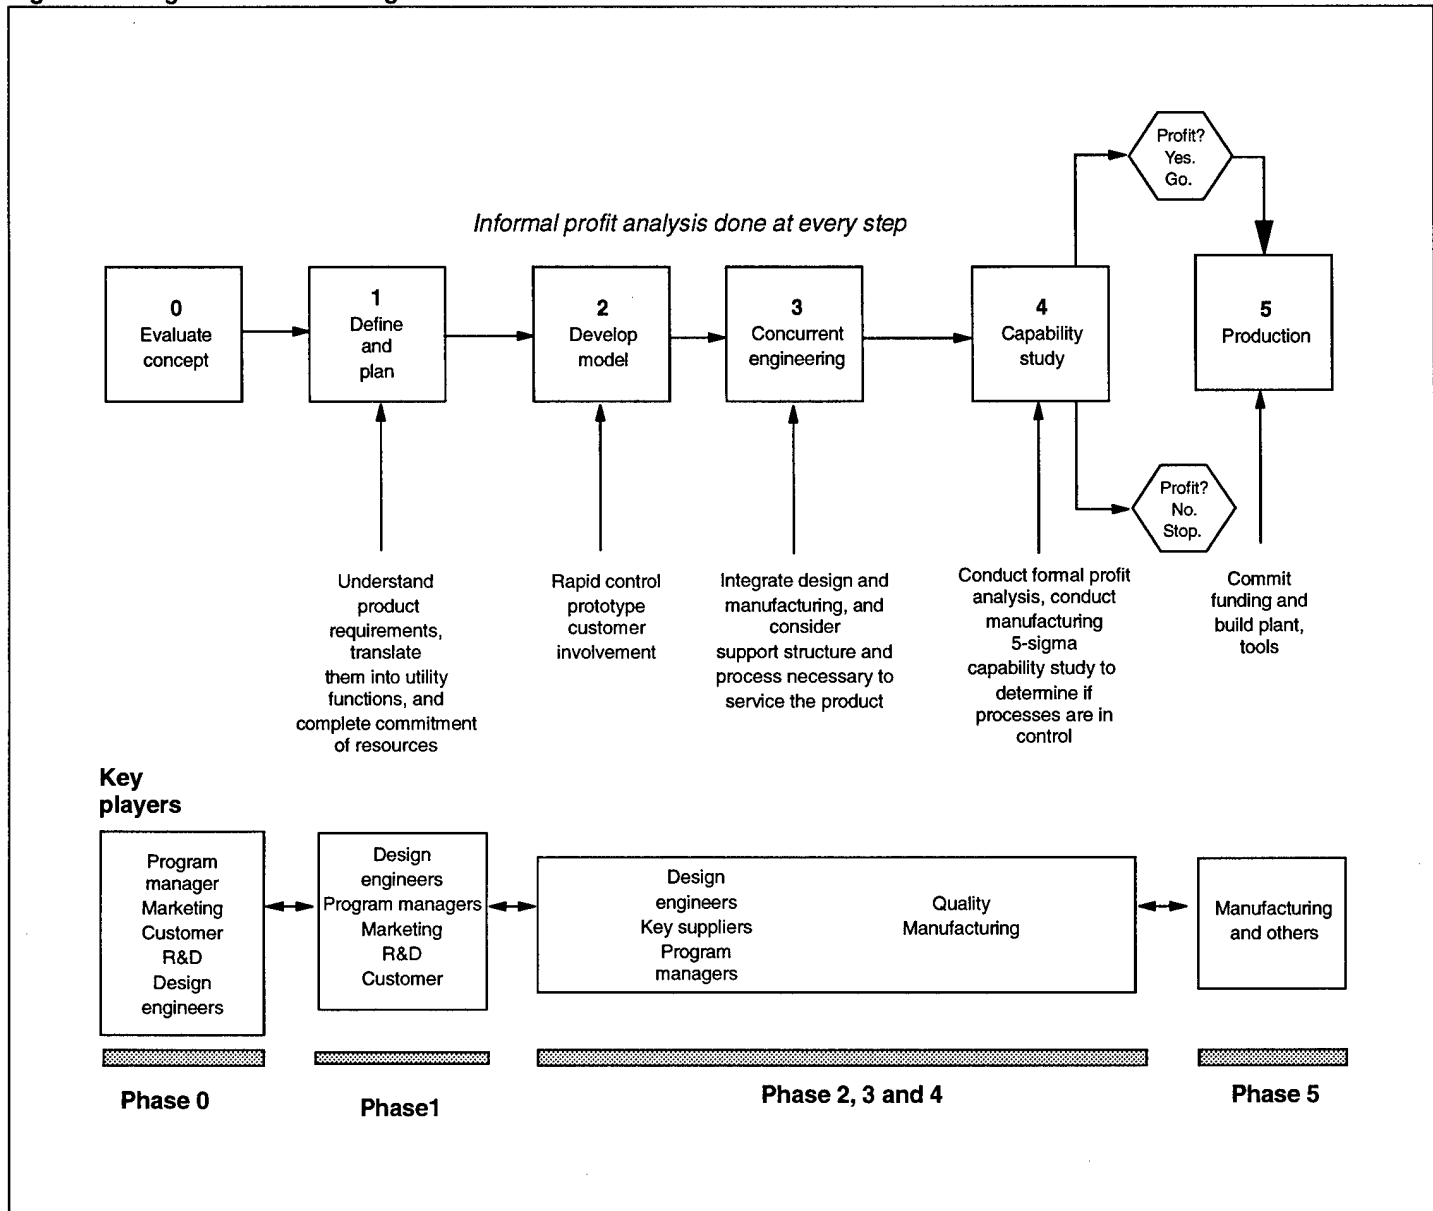 Profit?
Yes.
Go.
Informal profit analysis done at every step
0
Evaluate
concept
1
Define
and
plan
2
Develop
model
3
Concurrent
engineering
4
Capability
study
5
Production
Profit?
No.
Stop.
Understand
product
requirements,
translate
them into utility
functions, and
complete commitment
of resources
Rapid control
prototype
customer
involvement
Integrate design and
manufacturing, and
consider
support structure and
process necessary to
service the product
Conduct formal profit
analysis, conduct
manufacturing
5-sigma
capability study to
determine if
processes are in
control
Commit
funding and
build plant,
tools
Key
players
Program
manager
Marketing
Customer
R&D
Design
engineers
Design
engineers
Program managers
Marketing
R&D
Customer
Design
engineers
Key suppliers
Program
managers
Quality
Manufacturing
Manufacturing
and others
Phase 0
Phase1
Phase 2, 3 and 4
Phase 5